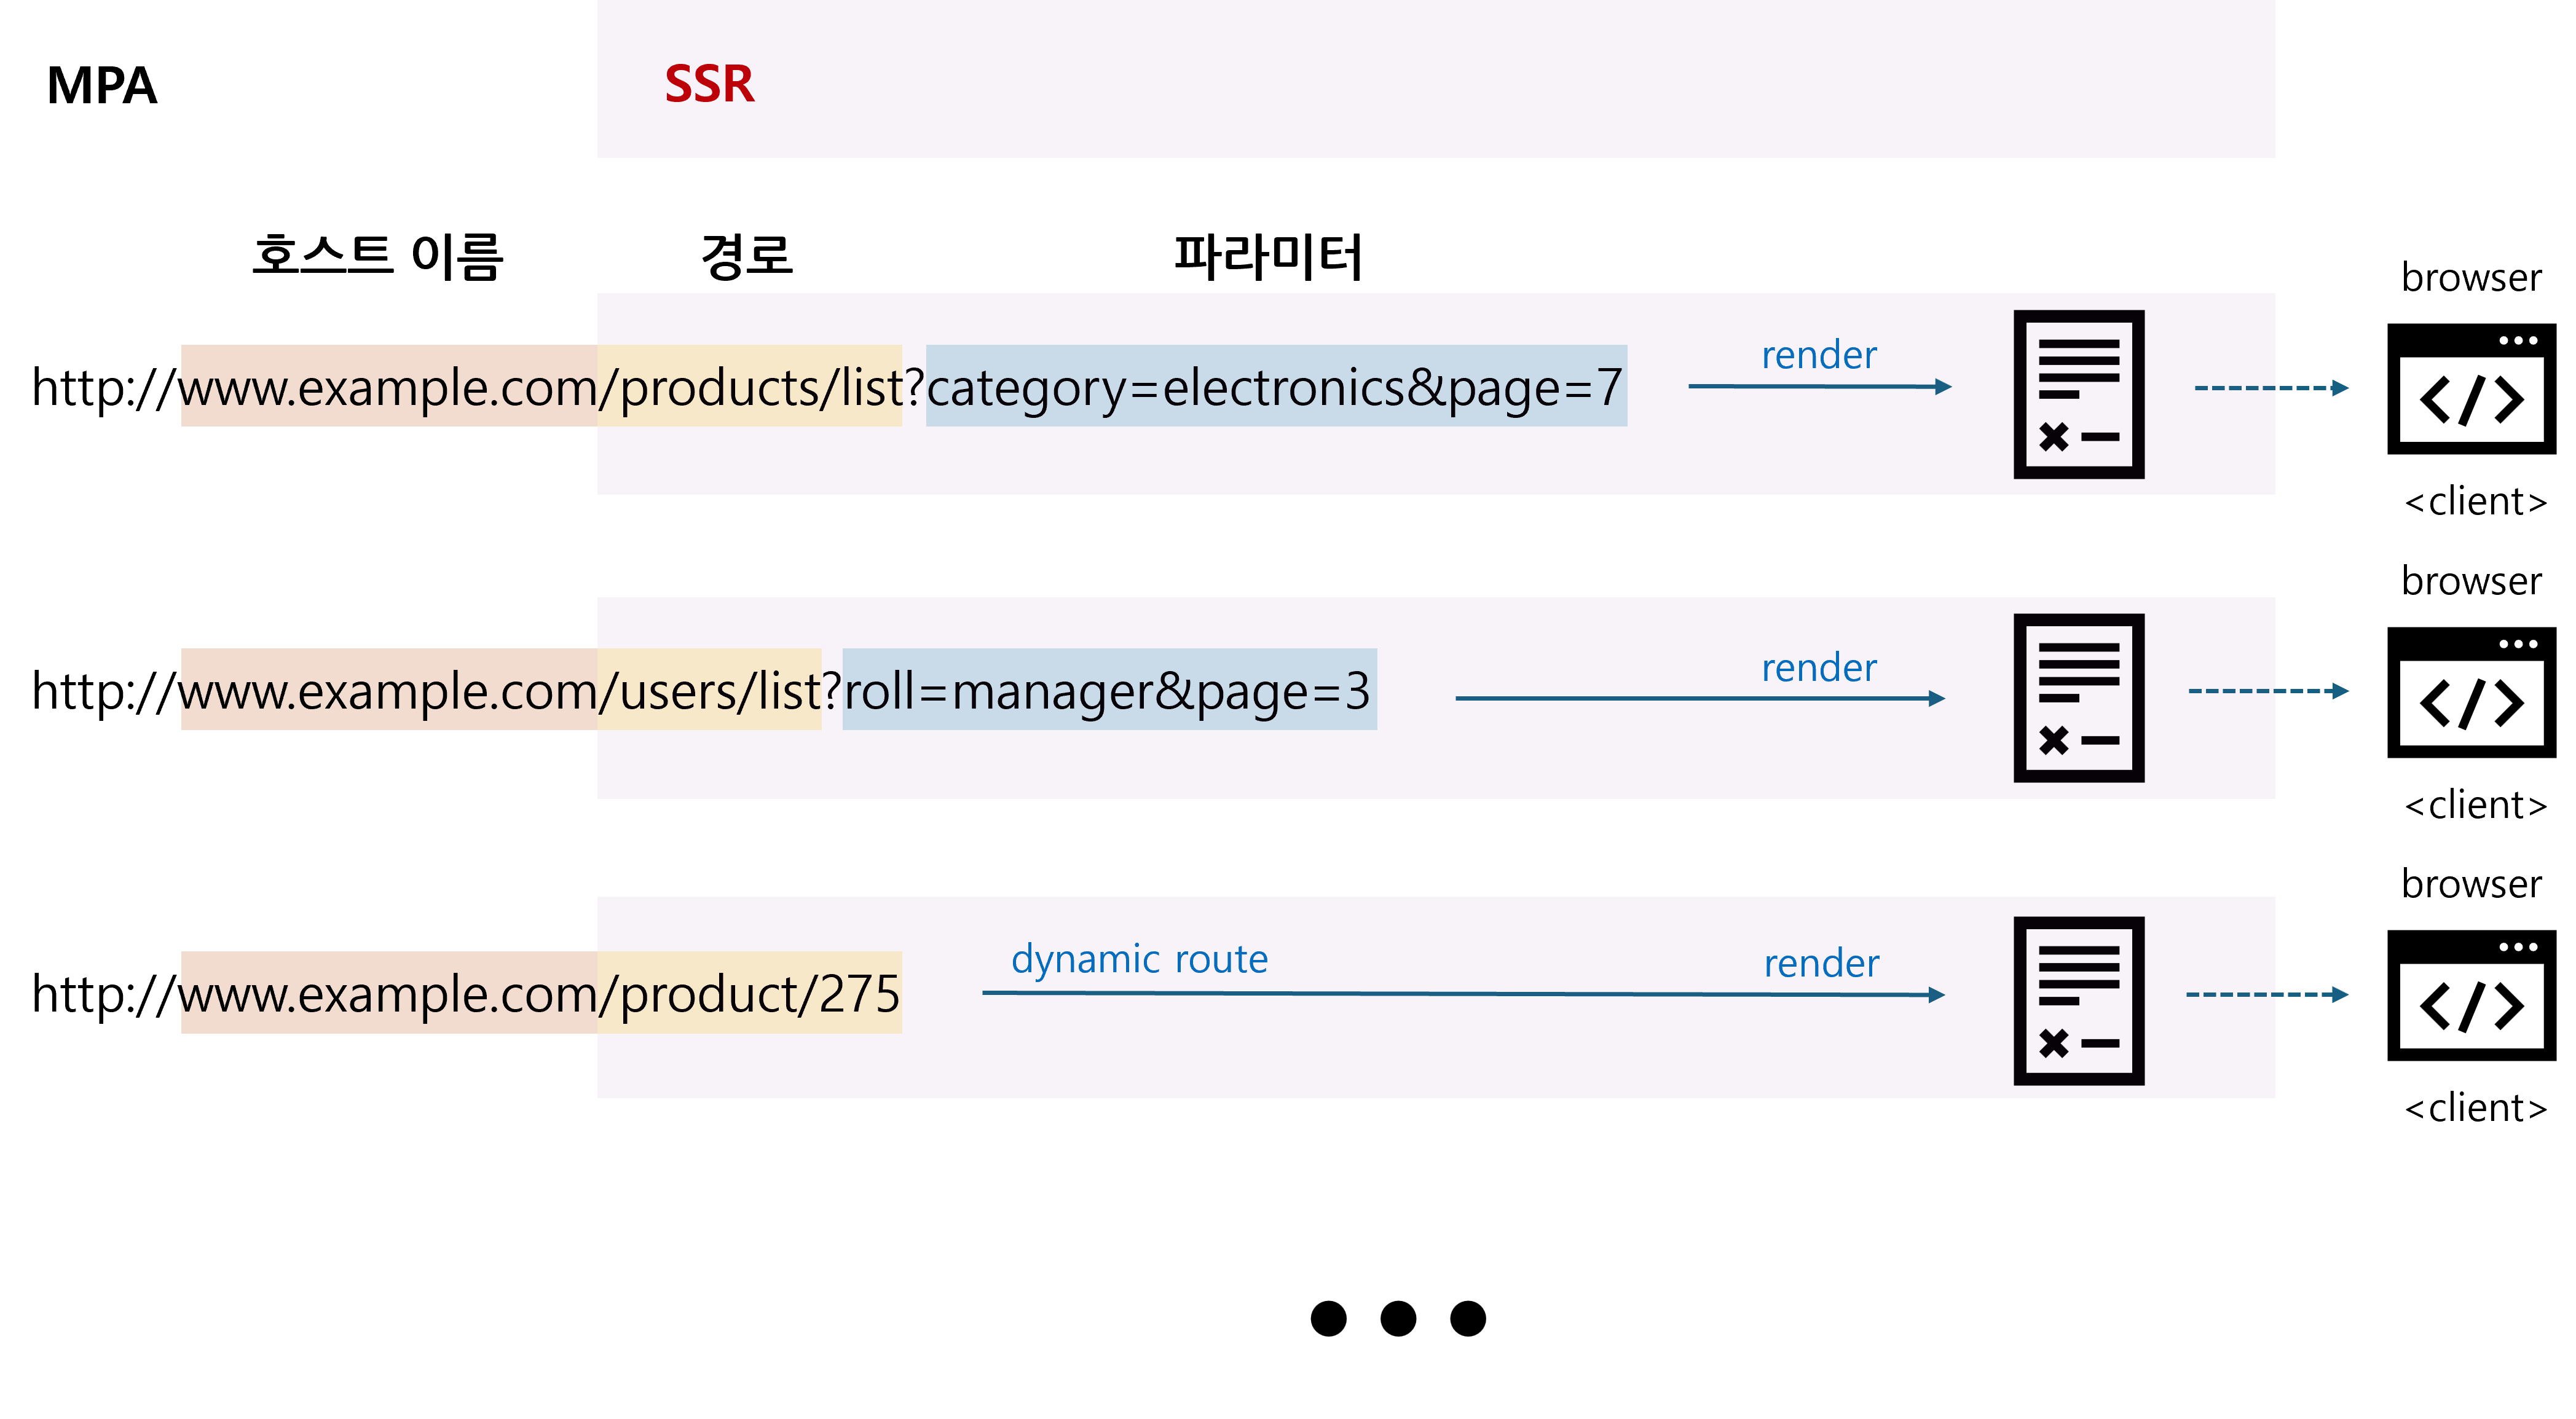 MPA
SSR
호스트 이름 경로 파라미터
browser
http://www.example.com/products/list?category=electronics&page=7
render
<client>
browser
http://www.example.com/users/list?roll=manager&page=3
render
<client>
browser
http://www.example.com/product/275
dynamic route
render
<client>